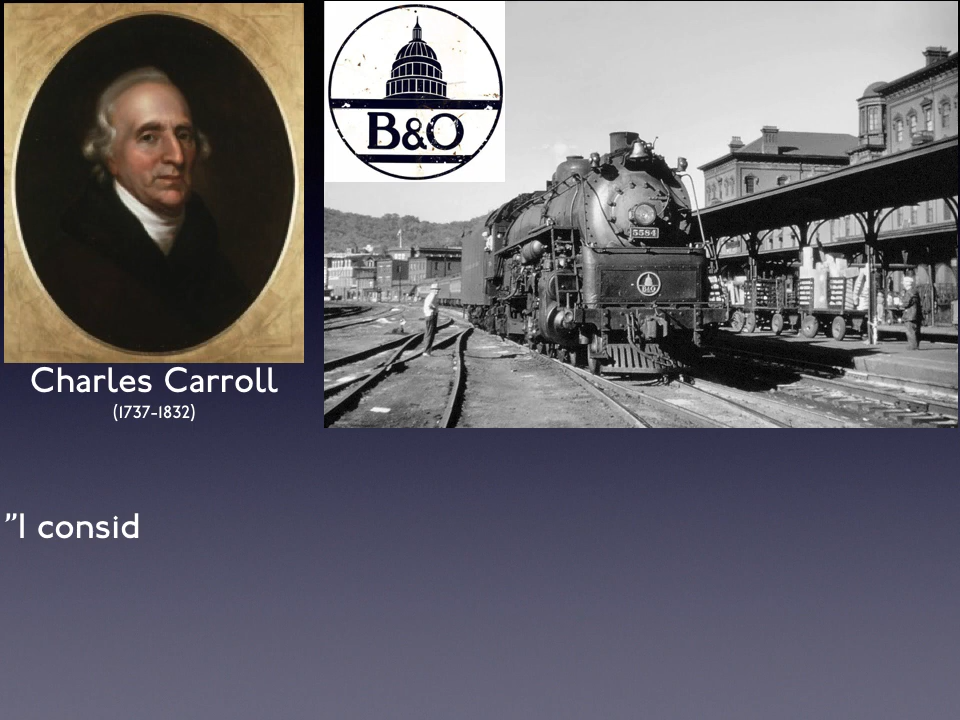 B&O
5584
B&O
Charles Carroll
(1737-1832)
"I consid